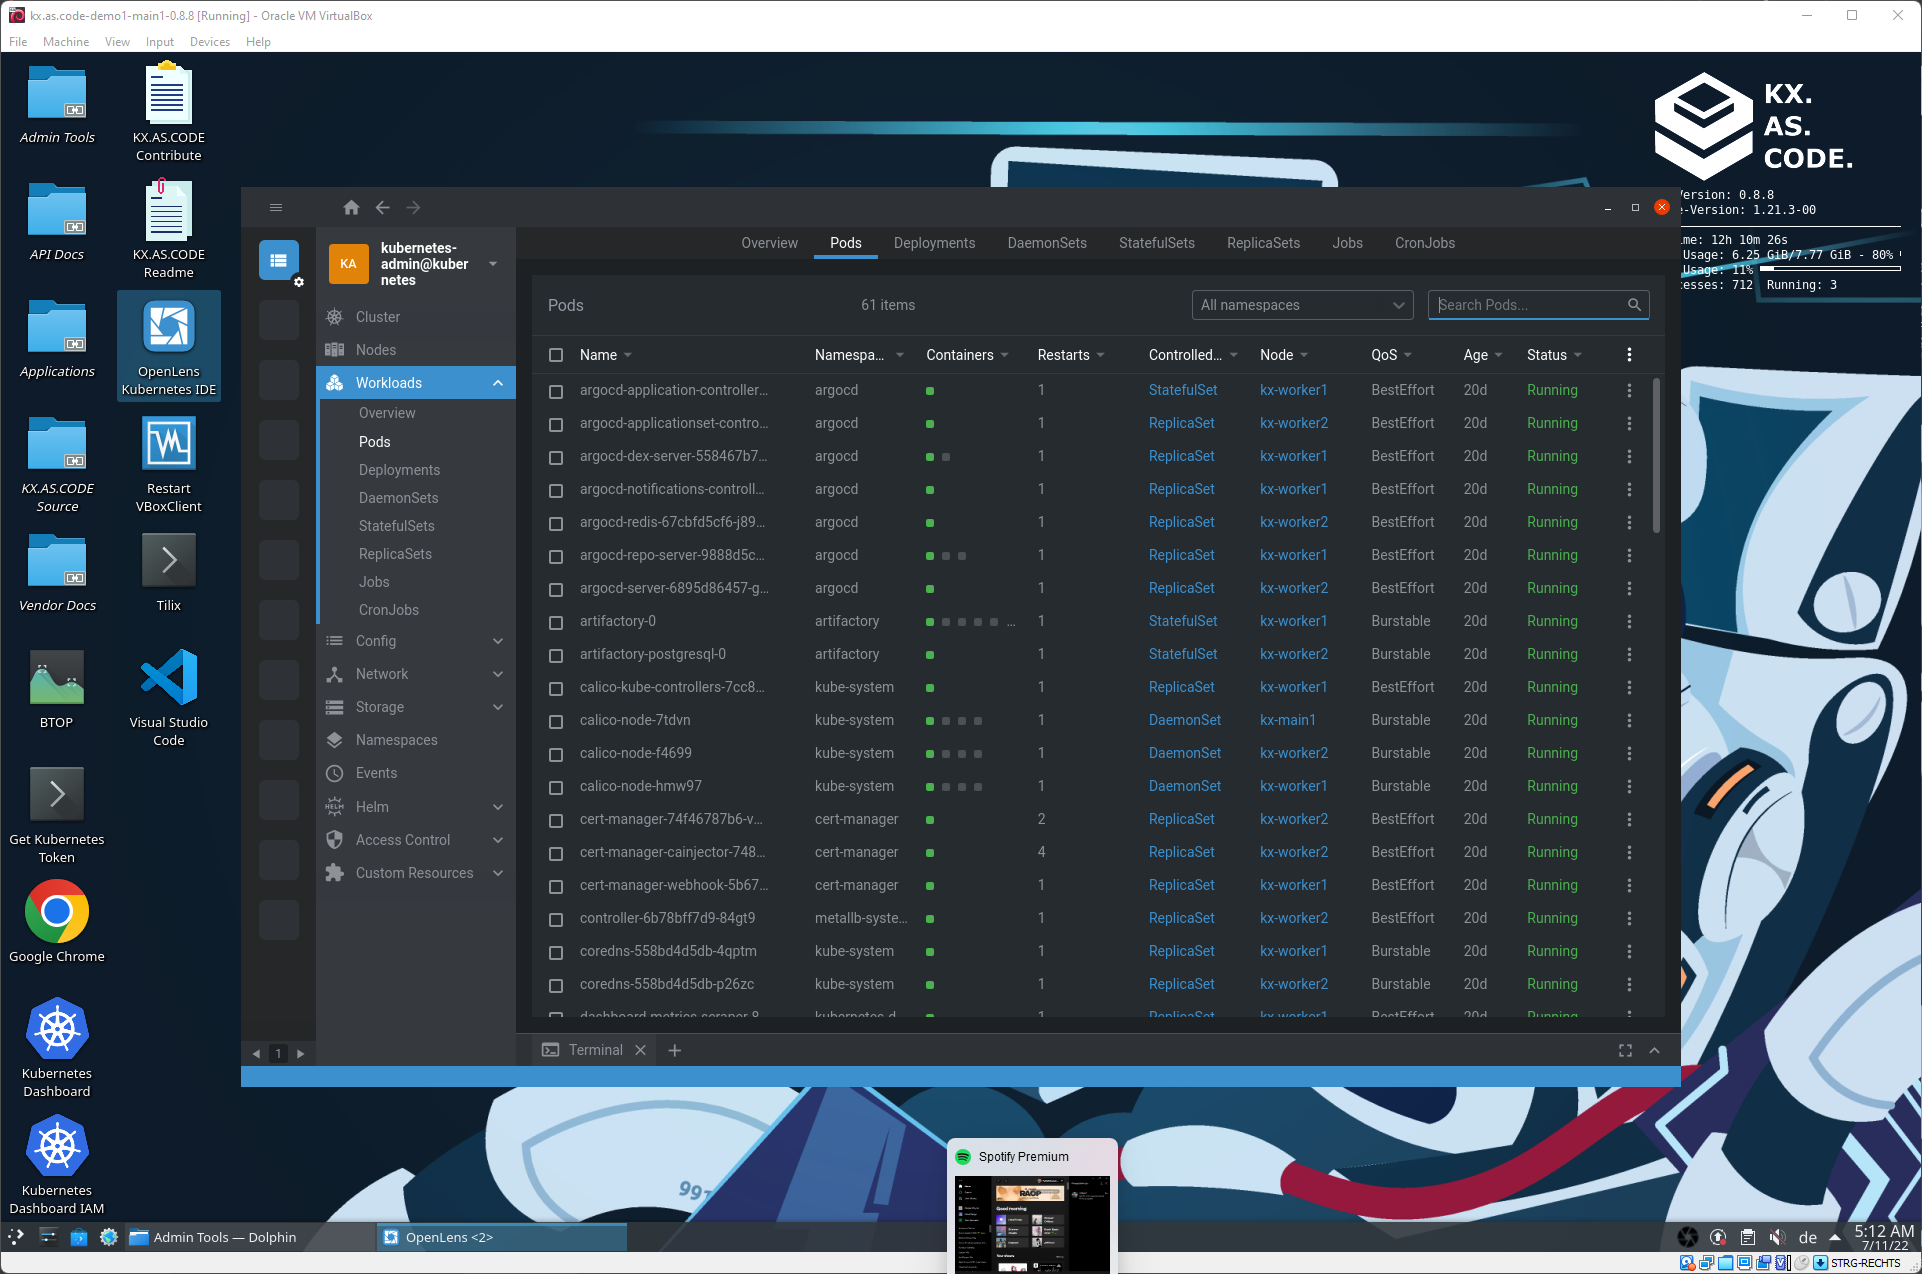 kx.as.code-demo1-main1-0.8.8 [Running] - Oracle VM VirtualBox
File Machine View Input Devices Help
Admin Tools
KX.AS.CODE Contribute
API Docs
KX.AS.CODE Readme
Applications
OpenLens Kubernetes IDE
KX.AS.CODE Source
Restart VBoxClient
Vendor Docs
Tilix
BTOP
Visual Studio Code
Get Kubernetes Token
Google Chrome
Kubernetes Dashboard
Kubernetes Dashboard IAM
KX.
AS.
CODE.
ersion: 0.8.8
e-Version: 1.21.3-00
ime: 12h 10m 26s
Usage: 6.25 GiB/7.77 GiB - 80%
Usage: 11%
cesses: 712 Running: 3
KA
kubernetes-admin@kubernetes
Cluster
Nodes
Workloads
Overview
Pods
Deployments
DaemonSets
StatefulSets
ReplicaSets
Jobs
CronJobs
Config
Network
Storage
Namespaces
Events
HELM
Helm
Access Control
Custom Resources
1
Overview Pods Deployments DaemonSets StatefulSets ReplicaSets Jobs CronJobs
Pods 61 items All namespaces Search Pods...
Name Namespa... Containers Restarts Controlled... Node QoS Age Status
argocd-application-controller... argocd 1 StatefulSet kx-worker1 BestEffort 20d Running
argocd-applicationset-contro... argocd 1 ReplicaSet kx-worker2 BestEffort 20d Running
argocd-dex-server-558467b7... argocd 1 ReplicaSet kx-worker1 BestEffort 20d Running
argocd-notifications-controll... argocd 1 ReplicaSet kx-worker1 BestEffort 20d Running
argocd-redis-67cbfd5cf6-j89... argocd 1 ReplicaSet kx-worker2 BestEffort 20d Running
argocd-repo-server-9888d5c... argocd 1 ReplicaSet kx-worker1 BestEffort 20d Running
argocd-server-6895d86457-g... argocd 1 ReplicaSet kx-worker2 BestEffort 20d Running
artifactory-0 artifactory ... 1 StatefulSet kx-worker1 Burstable 20d Running
artifactory-postgresql-0 artifactory 1 StatefulSet kx-worker2 Burstable 20d Running
calico-kube-controllers-7cc8... kube-system 1 ReplicaSet kx-worker1 BestEffort 20d Running
calico-node-7tdvn kube-system 1 DaemonSet kx-main1 Burstable 20d Running
calico-node-f4699 kube-system 1 DaemonSet kx-worker2 Burstable 20d Running
calico-node-hmw97 kube-system 1 DaemonSet kx-worker1 Burstable 20d Running
cert-manager-74f46787b6-v... cert-manager 2 ReplicaSet kx-worker2 BestEffort 20d Running
cert-manager-cainjector-748... cert-manager 4 ReplicaSet kx-worker2 BestEffort 20d Running
cert-manager-webhook-5b67... cert-manager 1 ReplicaSet kx-worker1 BestEffort 20d Running
controller-6b78bff7d9-84gt9 metallb-syste... 1 ReplicaSet kx-worker2 BestEffort 20d Running
coredns-558bd4d5db-4qptm kube-system 1 ReplicaSet kx-worker1 Burstable 20d Running
coredns-558bd4d5db-p26zc kube-system 1 ReplicaSet kx-worker2 Burstable 20d Running
dashboard-metrics-scraper-8 kubernetes-d 1 ReplicaSet kx-worker1 BestEffort 20d Running
Terminal
Spotify Premium
RAOP
Good morning
Admin Tools — Dolphin
OpenLens <2>
de
5:12 AM
7/11/22
STRG-RECHTS